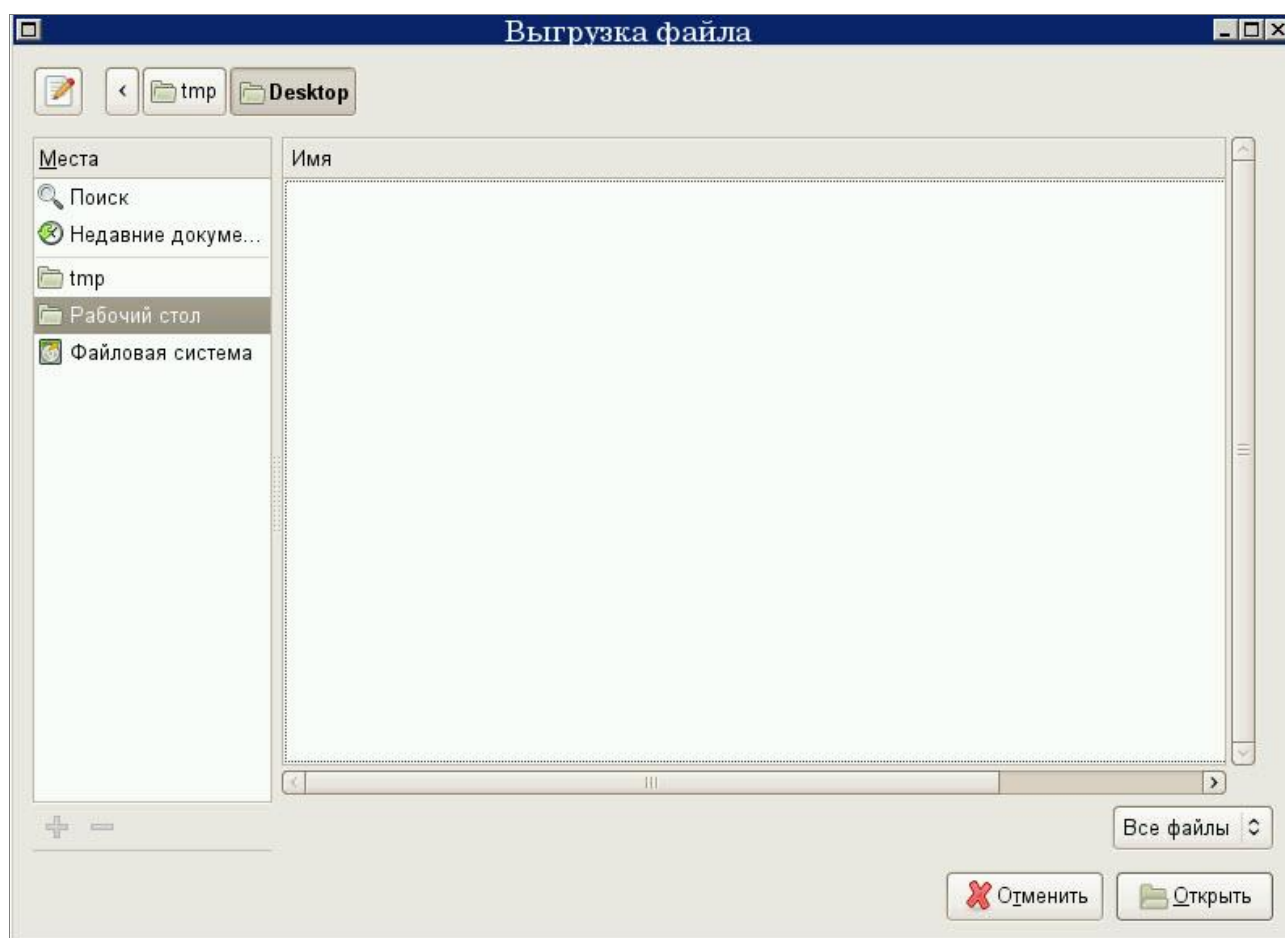 Выгрузка файла
tmp Desktop
Места
Имя
Поиск
Недавние докуме...
tmp
Рабочий стол
Файловая система
Все файлы
Отменить Открыть